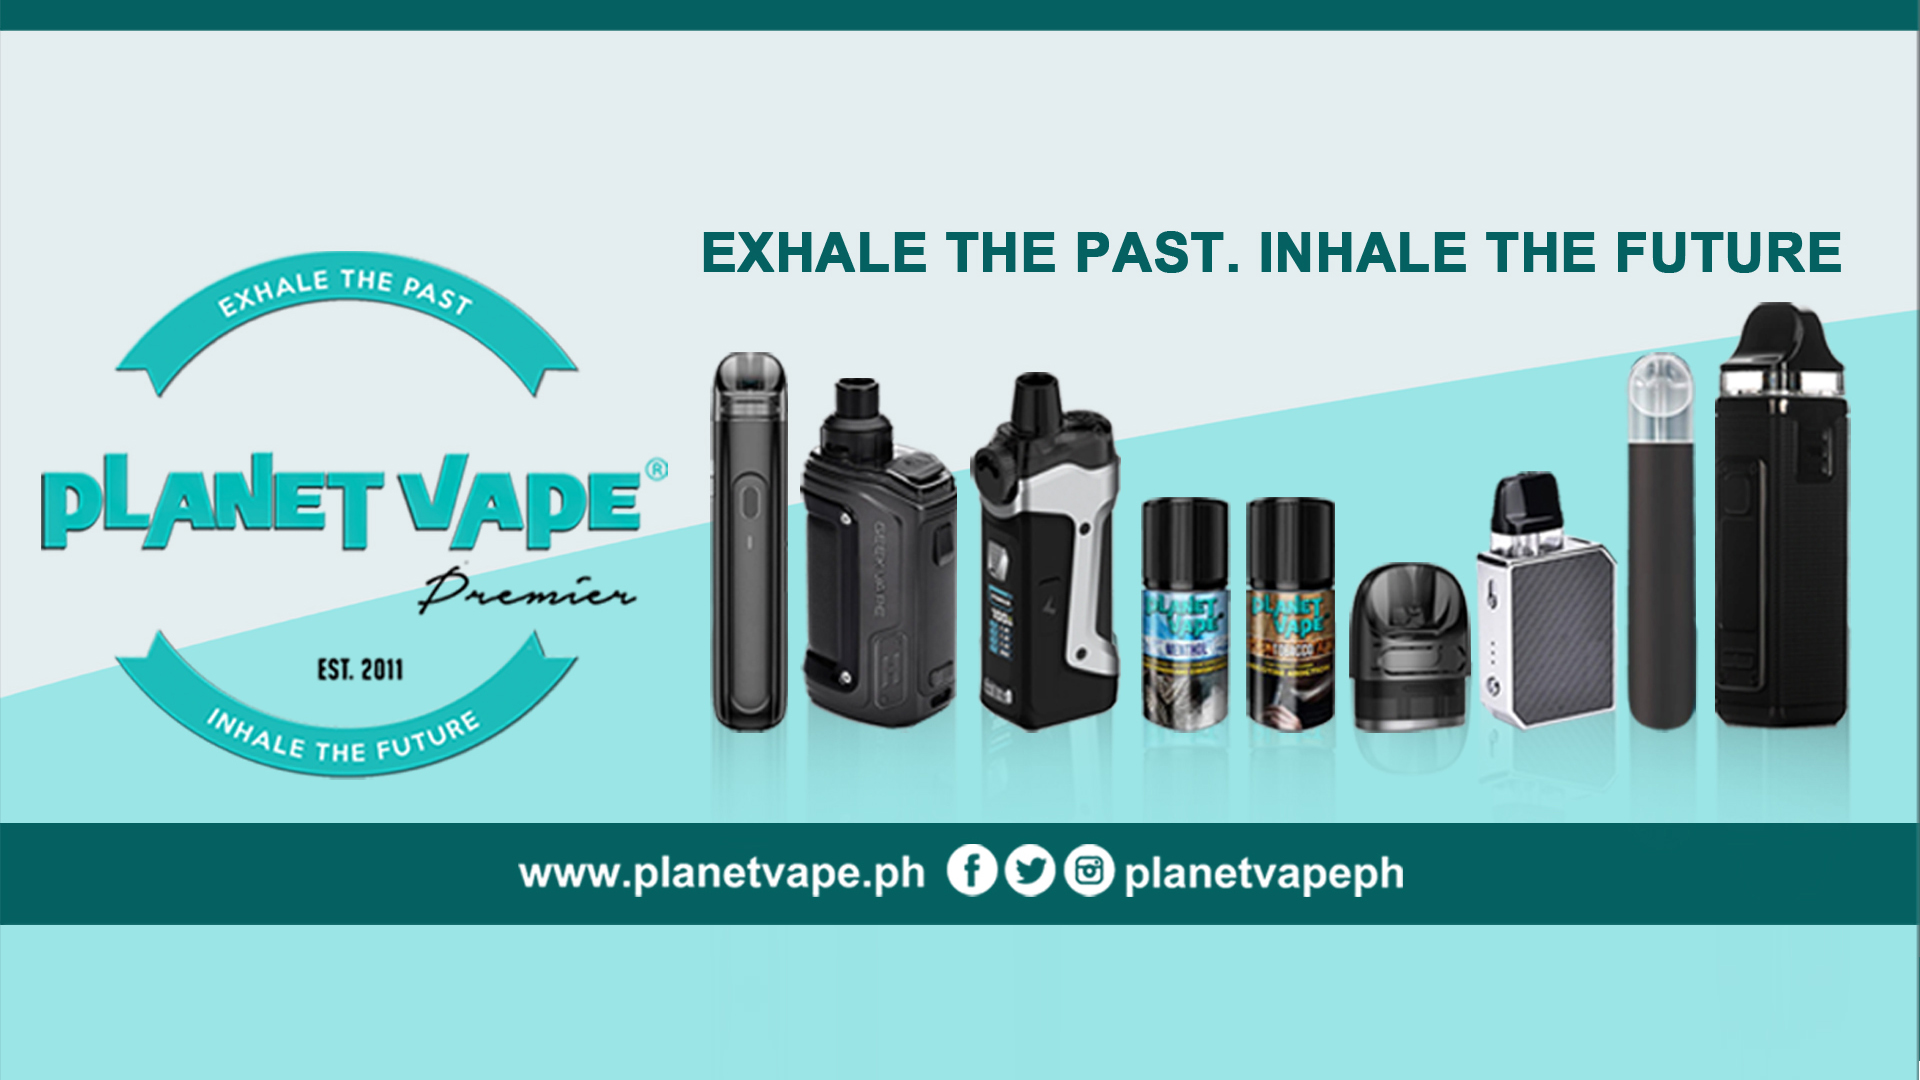 EXHALE THE PAST. INHALE THE FUTURE
EXHALE THE PAST
PLANET VAPE®
Premier
EST. 2011
INHALE THE FUTURE
GEEKVAPE
PLANET
VAPE
MENTHOL
PLANET
VAPE
TOBACCO
www.planetvape.ph planetvapeph